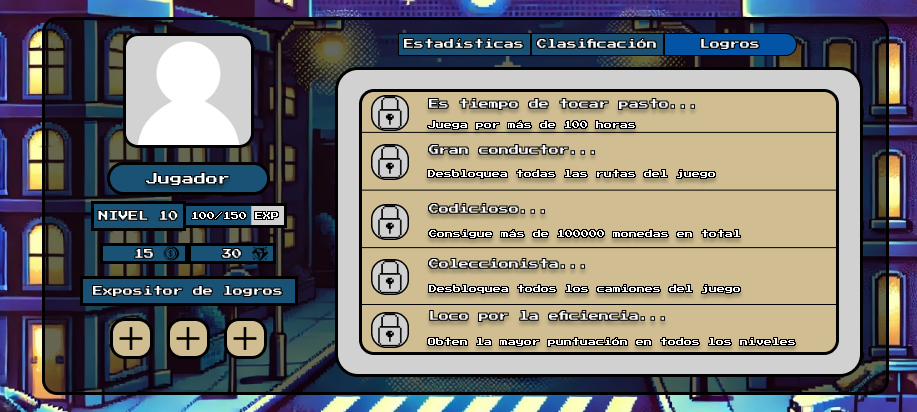 Estadísticas Clasificación Logros
Jugador
NIVEL 10 100/150 EXP
15 30
Expositor de logros
Es tiempo de tocar pasto...
Juega por más de 100 horas
Gran conductor...
Desbloquea todas las rutas del juego
Codicioso...
Consigue más de 100000 monedas en total
Coleccionista...
Desbloquea todos los camiones del juego
Loco por la eficiencia...
Obten la mayor puntuación en todos los niveles